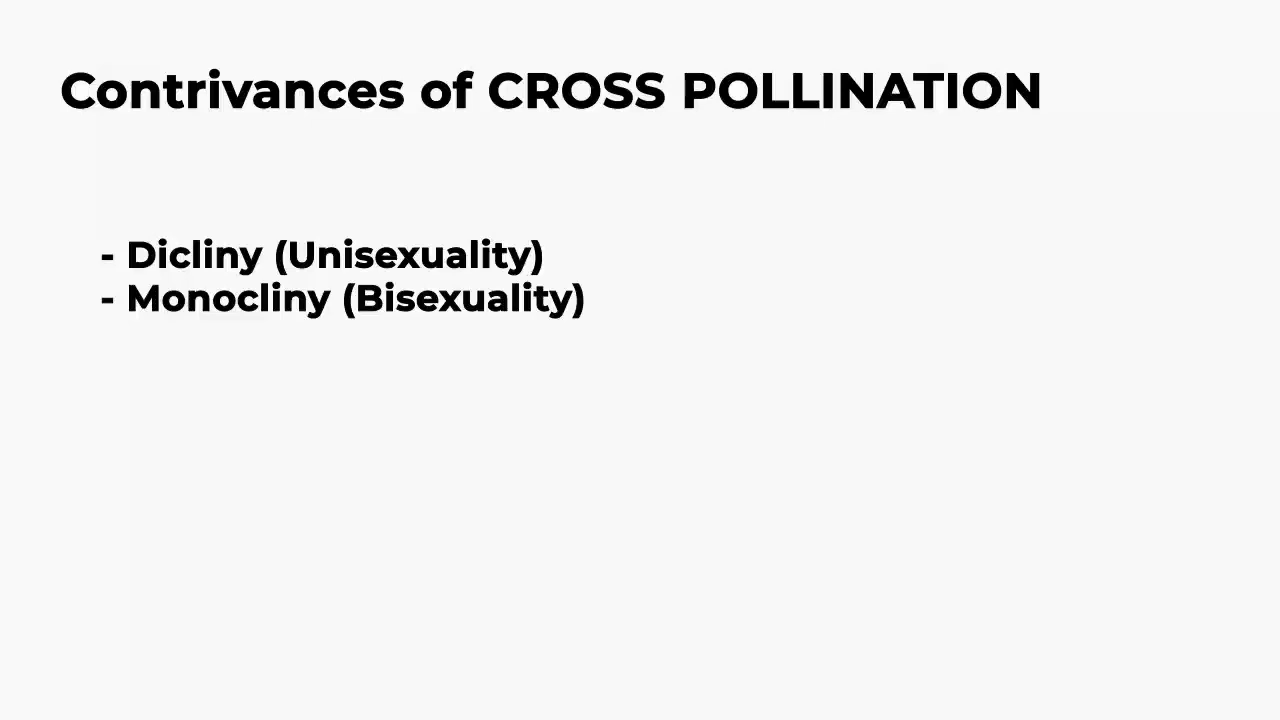 Contrivances of CROSS POLLINATION
- Dicliny (Unisexuality)
- Monocliny (Bisexuality)